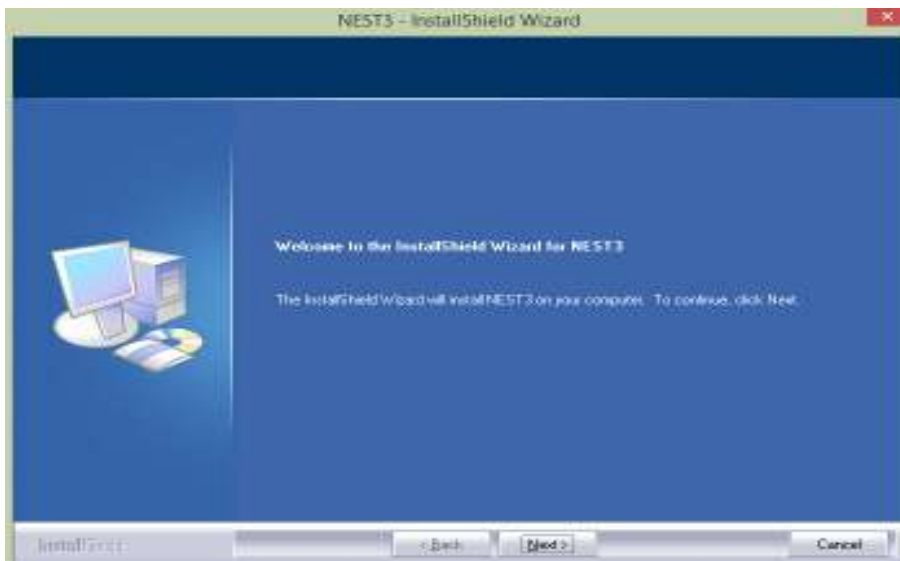 NEST3 - InstallShield Wizard
Welcome to the InstallShield Wizard for NEST3
The InstallShield Wizard will install NEST3 on your computer. To continue, click Next.
InstallShield
< Back
Next >
Cancel